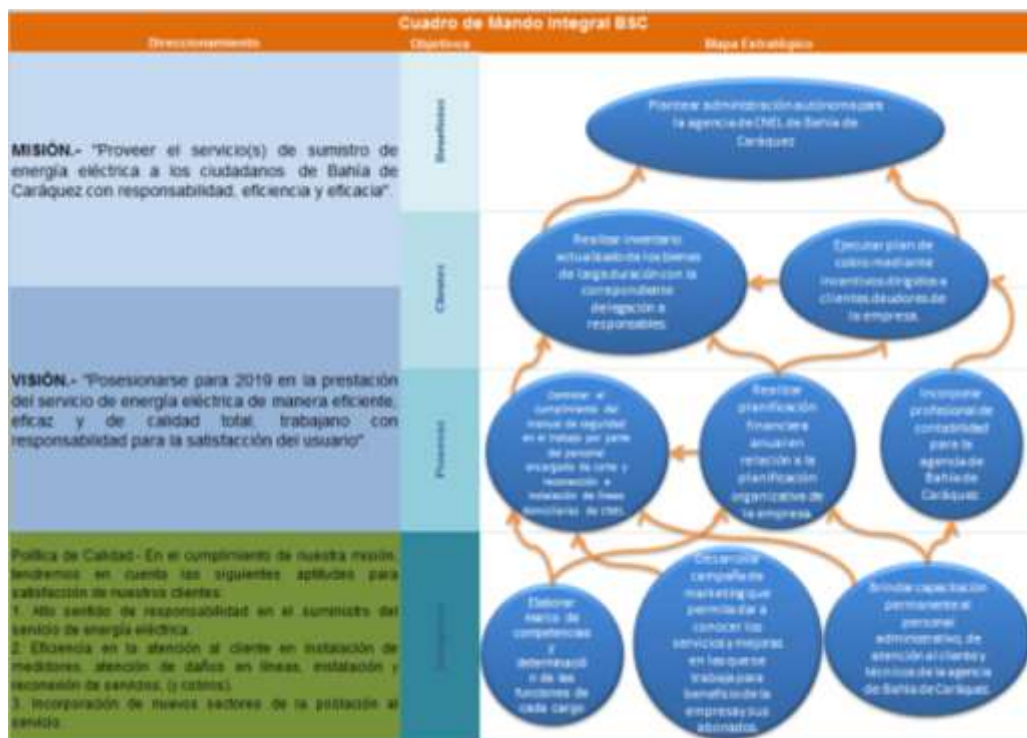 Cuadro de Mando Integral BSC
Direccionamiento
Objetivos
Mapa Estratégico
MISIÓN.- "Proveer el servicio(s) de sumistro de
energía eléctrica a los ciudadanos de Bahía de
Caráquez con responsabilidad, eficiencia y eficacia".
VISIÓN.- "Posesionarse para 2019 en la prestación
del servicio de energía eléctrica de manera eficiente,
eficaz y de calidad total, trabajano con
responsabilidad para la satisfacción del usuario"
Política de Calidad.- En el cumplimiento de nuestra misión,
tendremos en cuenta las siguientes aptitudes para
satisfacción de nuestros clientes:
1. Alto sentido de responsabilidad en el suministro del
servicio de energía eléctrica.
2. Eficiencia en la atención al cliente en instalación de
medidores, atención de daños en líneas, instalación y
reconexión de servicios, (y cobros).
3. Incorporación de nuevos sectores de la población al
servicio.
Clientes
Procesos
Plantear administración autónoma para
la agencia de CNEL de Bahía de
Caráquez
Realizar inventario
actualizado de los bienes
de larga duración con la
correspondiente
delegación a
responsables.
Ejecutar plan de
cobro mediante
incentivos dirigidos a
clientes deudores de
la empresa.
cumplimiento del
manual de seguridad
en el trabajo por parte
del personal
encargado de corte y
reconexión e
instalación de líneas
domiciliarias de CNEL
Realizar
planificación
financiera
anual en
relación a la
planificación
organizativa de
la empresa.
Incorporar
profesional de
contabilidad
para la
agencia de
Bahía de
Caráquez
Elaborar
marco de
competencias
y
determinació
n de las
funciones de
cada cargo
Desarrollar
campaña de
marketing que
permita dar a
conocer los
servicios y mejoras
en las que se
trabaja para
beneficio de la
empresa y sus
abonados.
Brindar capacitación
permanente al
personal
administrativo, de
atención al cliente y
técnicos de la agencia
de Bahía de Caráquez.